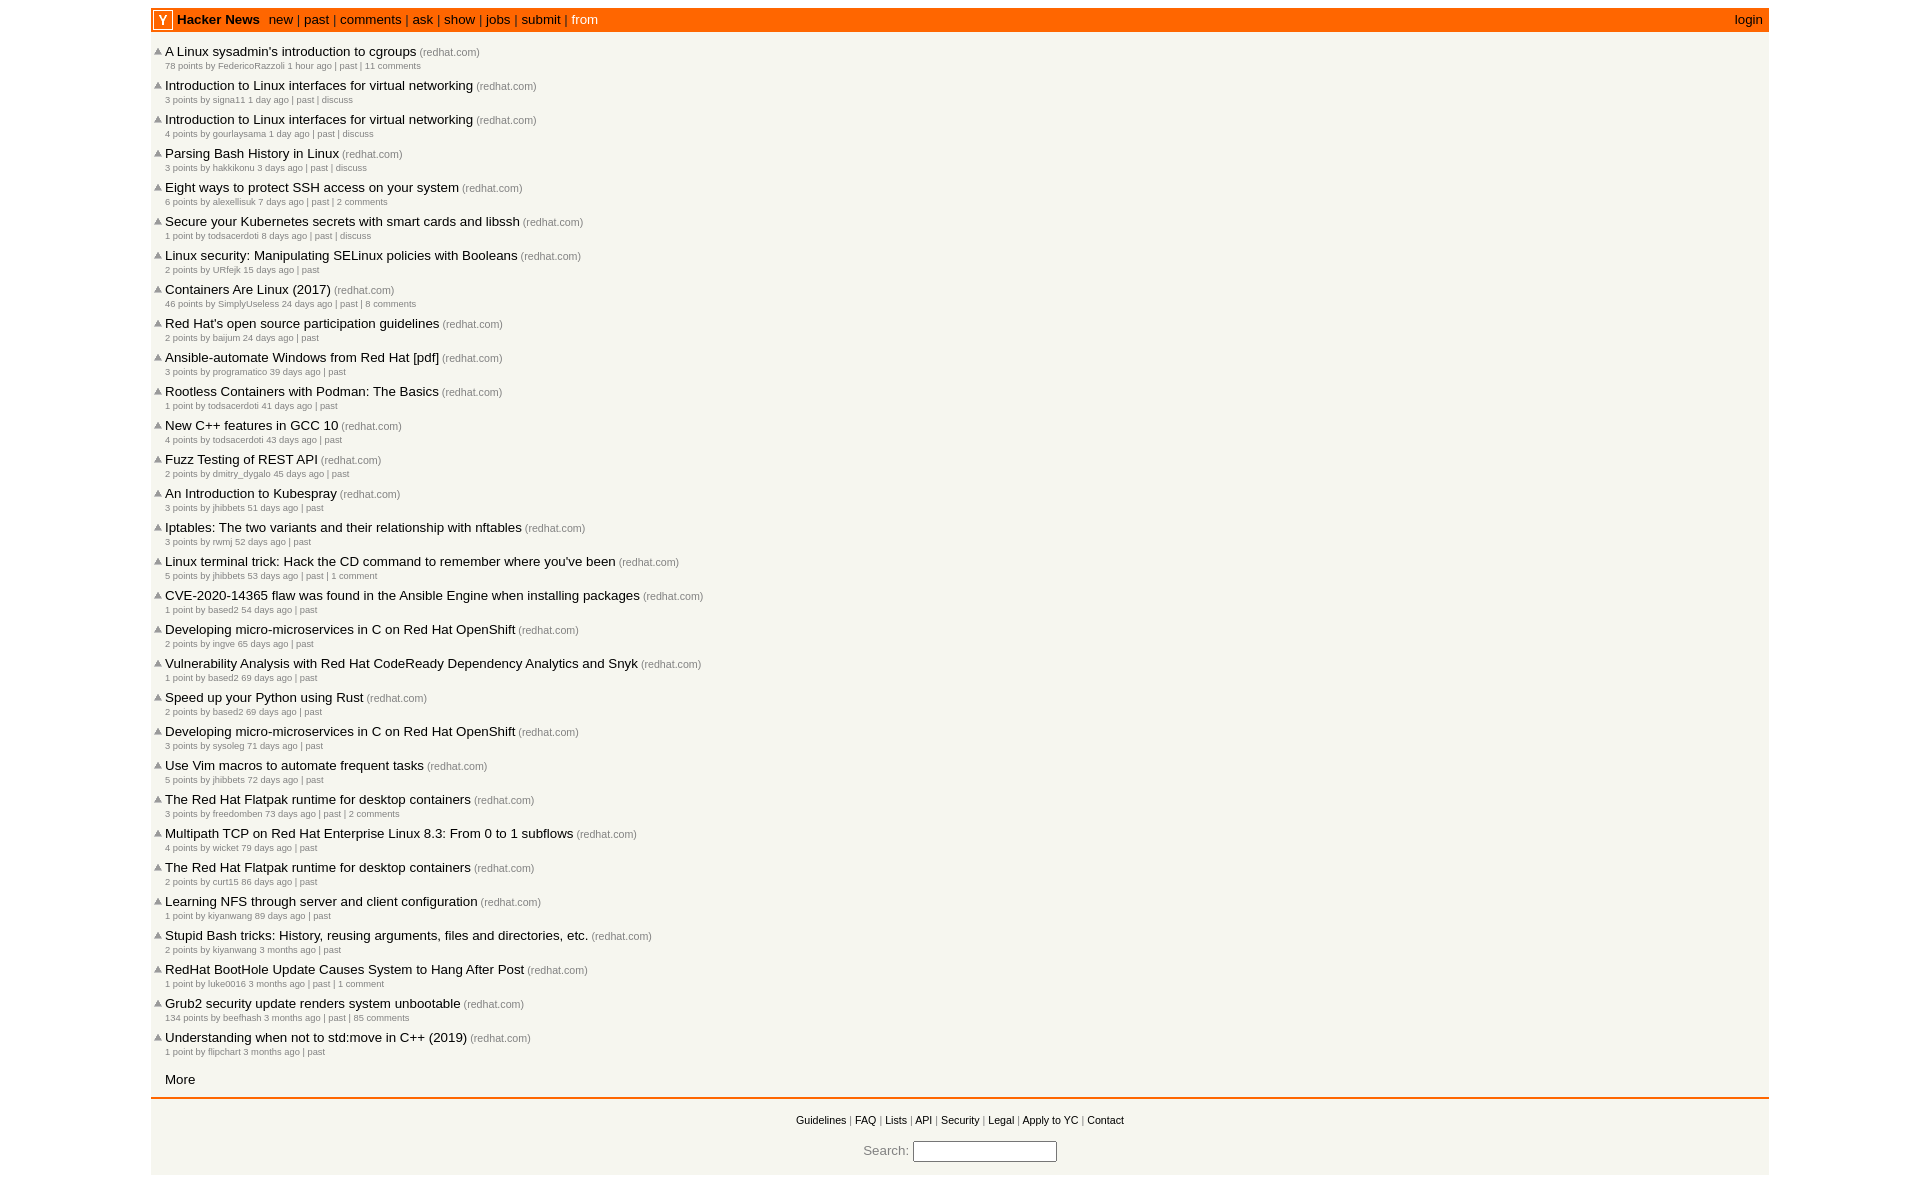 Y Hacker News new | past | comments | ask | show | jobs | submit | from login
A Linux sysadmin's introduction to cgroups (redhat.com)
78 points by FedericoRazzoli 1 hour ago | past | 11 comments
Introduction to Linux interfaces for virtual networking (redhat.com)
3 points by signa11 1 day ago | past | discuss
Introduction to Linux interfaces for virtual networking (redhat.com)
4 points by gourlaysama 1 day ago | past | discuss
Parsing Bash History in Linux (redhat.com)
3 points by hakkikonu 3 days ago | past | discuss
Eight ways to protect SSH access on your system (redhat.com)
6 points by alexellisuk 7 days ago | past | 2 comments
Secure your Kubernetes secrets with smart cards and libssh (redhat.com)
1 point by todsacerdoti 8 days ago | past | discuss
Linux security: Manipulating SELinux policies with Booleans (redhat.com)
2 points by URfejk 15 days ago | past
Containers Are Linux (2017) (redhat.com)
46 points by SimplyUseless 24 days ago | past | 8 comments
Red Hat's open source participation guidelines (redhat.com)
2 points by baijum 24 days ago | past
Ansible-automate Windows from Red Hat [pdf] (redhat.com)
3 points by programatico 39 days ago | past
Rootless Containers with Podman: The Basics (redhat.com)
1 point by todsacerdoti 41 days ago | past
New C++ features in GCC 10 (redhat.com)
4 points by todsacerdoti 43 days ago | past
Fuzz Testing of REST API (redhat.com)
2 points by dmitry_dygalo 45 days ago | past
An Introduction to Kubespray (redhat.com)
3 points by jhibbets 51 days ago | past
Iptables: The two variants and their relationship with nftables (redhat.com)
3 points by rwmj 52 days ago | past
Linux terminal trick: Hack the CD command to remember where you've been (redhat.com)
5 points by jhibbets 53 days ago | past | 1 comment
CVE-2020-14365 flaw was found in the Ansible Engine when installing packages (redhat.com)
1 point by based2 54 days ago | past
Developing micro-microservices in C on Red Hat OpenShift (redhat.com)
2 points by ingve 65 days ago | past
Vulnerability Analysis with Red Hat CodeReady Dependency Analytics and Snyk (redhat.com)
1 point by based2 69 days ago | past
Speed up your Python using Rust (redhat.com)
2 points by based2 69 days ago | past
Developing micro-microservices in C on Red Hat OpenShift (redhat.com)
3 points by sysoleg 71 days ago | past
Use Vim macros to automate frequent tasks (redhat.com)
5 points by jhibbets 72 days ago | past
The Red Hat Flatpak runtime for desktop containers (redhat.com)
3 points by freedomben 73 days ago | past | 2 comments
Multipath TCP on Red Hat Enterprise Linux 8.3: From 0 to 1 subflows (redhat.com)
4 points by wicket 79 days ago | past
The Red Hat Flatpak runtime for desktop containers (redhat.com)
2 points by curt15 86 days ago | past
Learning NFS through server and client configuration (redhat.com)
1 point by kiyanwang 89 days ago | past
Stupid Bash tricks: History, reusing arguments, files and directories, etc. (redhat.com)
2 points by kiyanwang 3 months ago | past
RedHat BootHole Update Causes System to Hang After Post (redhat.com)
1 point by luke0016 3 months ago | past | 1 comment
Grub2 security update renders system unbootable (redhat.com)
134 points by beefhash 3 months ago | past | 85 comments
Understanding when not to std:move in C++ (2019) (redhat.com)
1 point by flipchart 3 months ago | past
More
Guidelines | FAQ | Lists | API | Security | Legal | Apply to YC | Contact
Search: